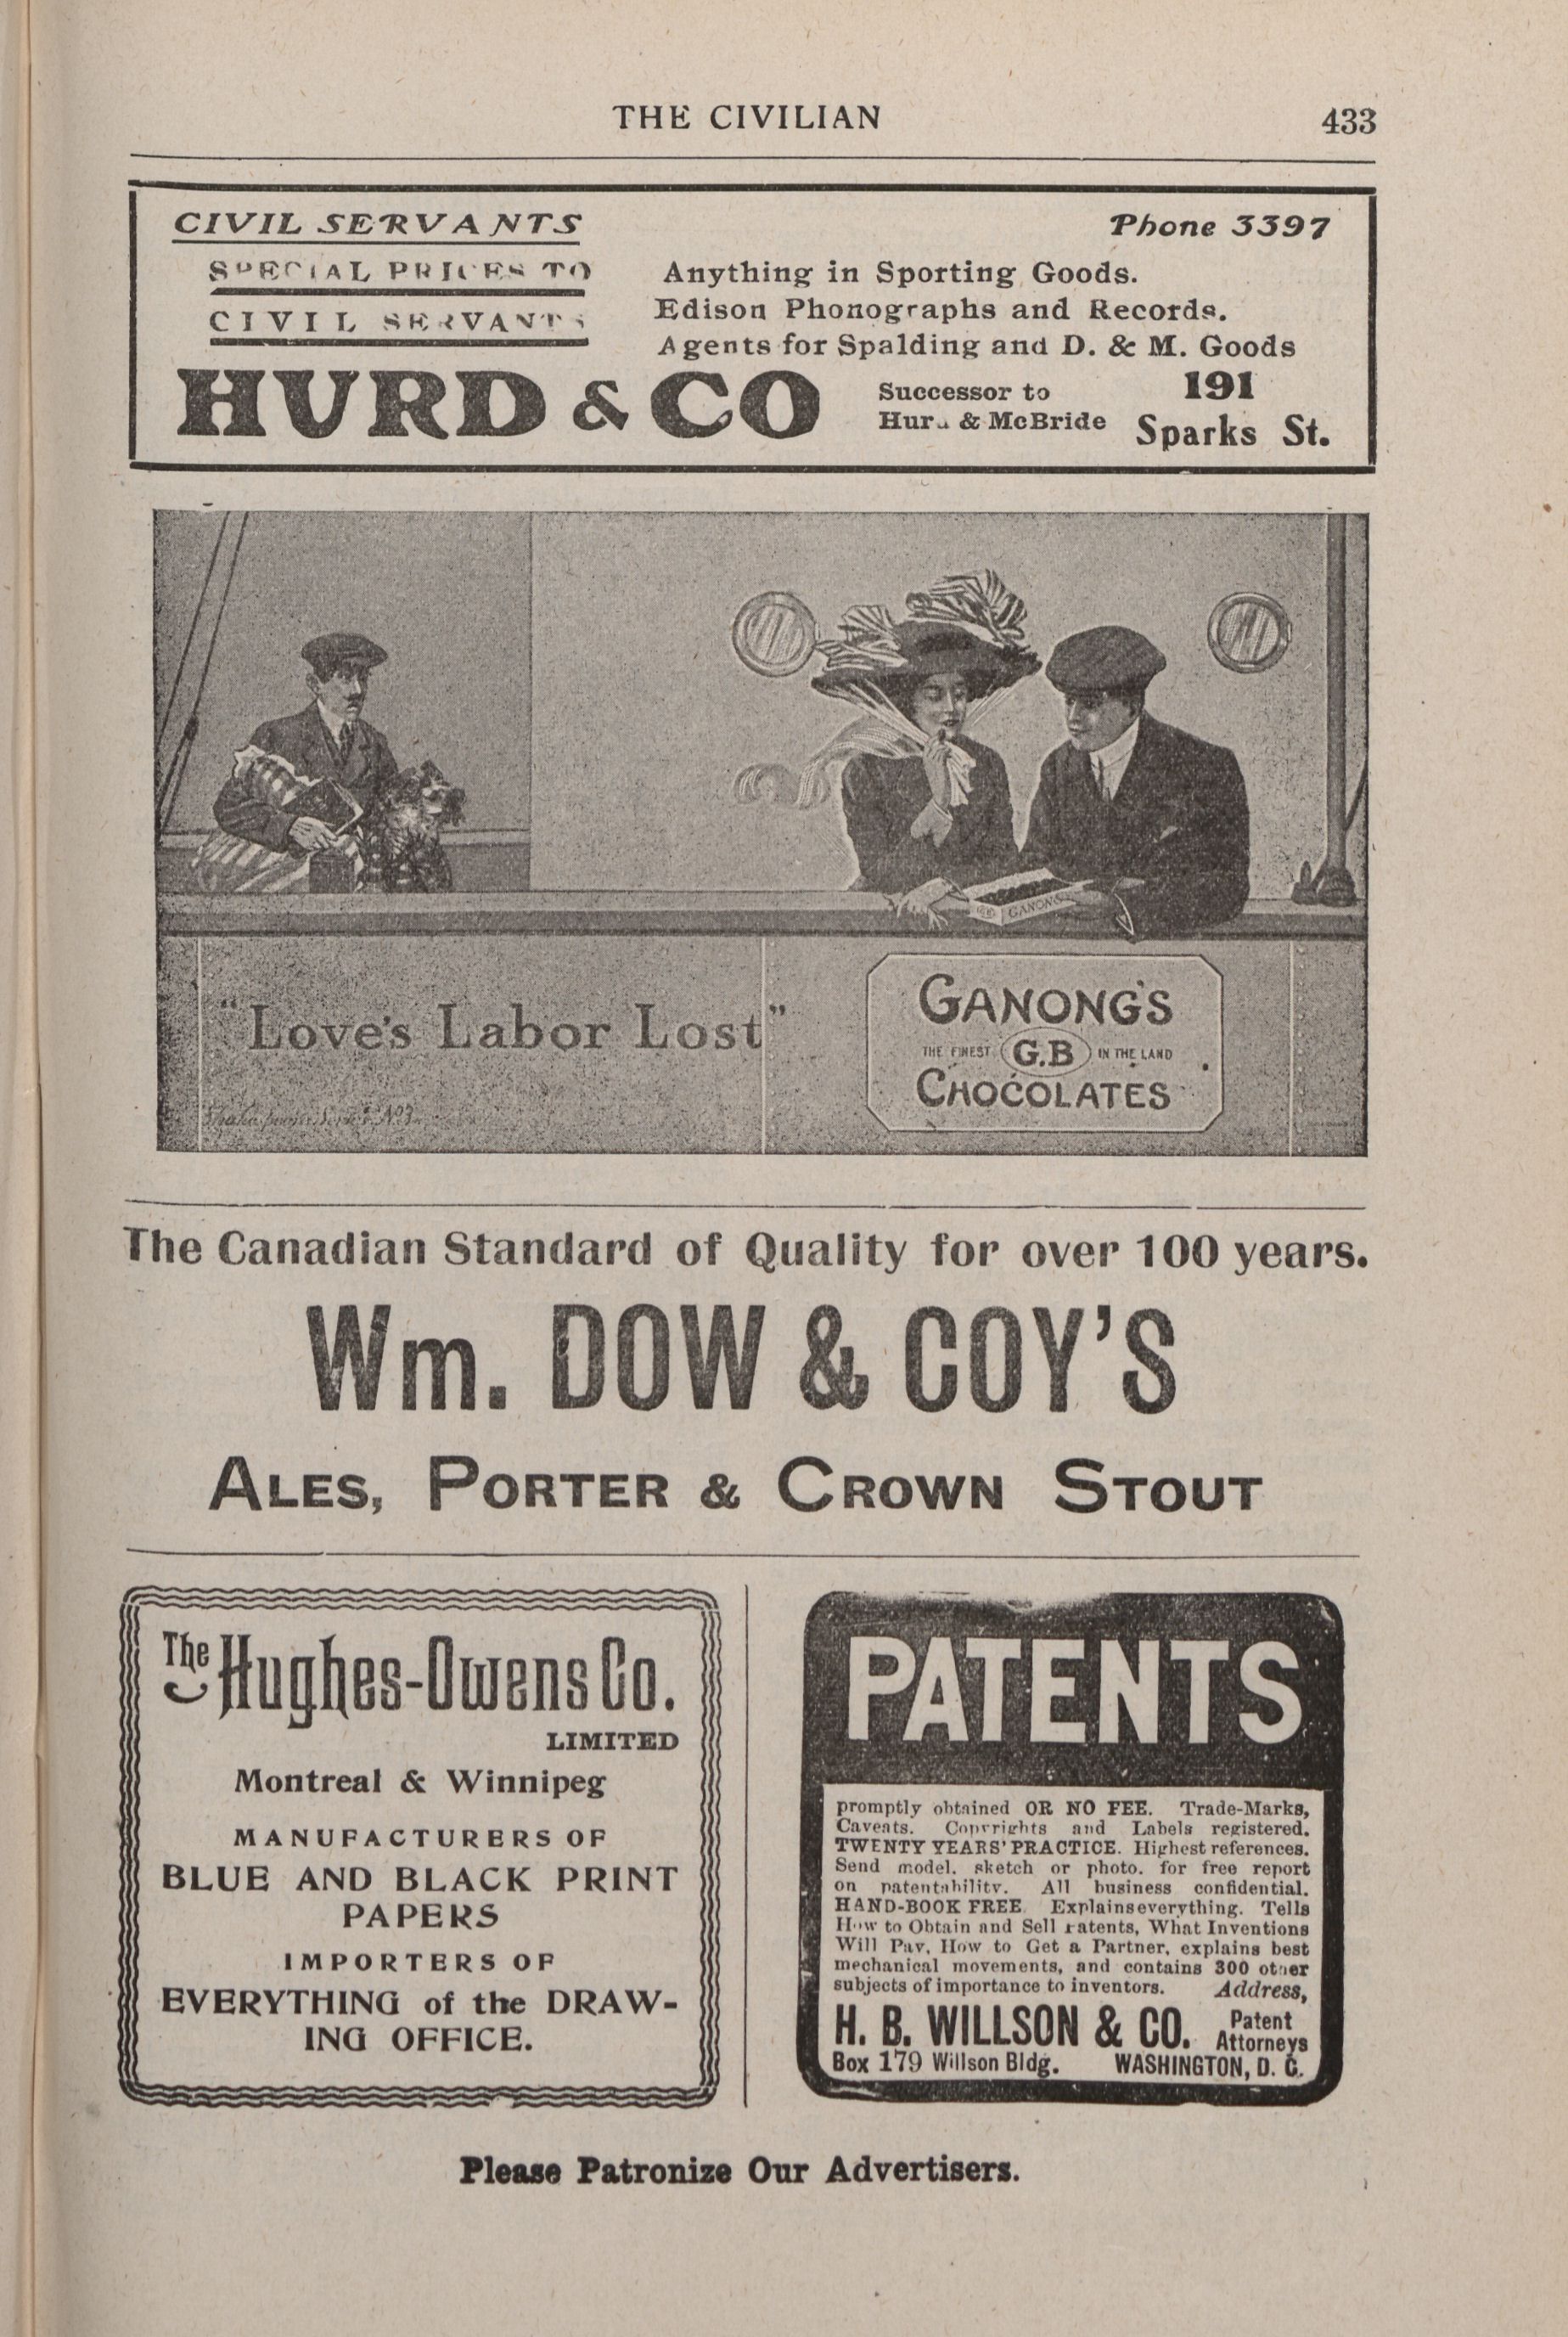 THE CIVILIAN
433
CIVIL SERVANTS
Phone 3397
SPECIAL PRICES TO
CIVIL SERVANTS
Anything in Sporting Goods.
Edison Phonographs and Records.
Agents for Spalding and D. & M. Goods
HURD & CO
Successor to
Hurd & McBride
191
Sparks St.
GANONG
"Love's Labor Lost"
GANONG'S
THE FINEST G.B IN THE LAND
CHOCOLATES
The Canadian Standard of Quality for over 100 years.
Wm. DOW & COY'S
ALES, PORTER & CROWN STOUT
The Hughes-Owens Co.
LIMITED
Montreal & Winnipeg
MANUFACTURERS OF
BLUE AND BLACK PRINT
PAPERS
IMPORTERS OF
EVERYTHING of the DRAW-
ING OFFICE.
PATENTS
promptly obtained OR NO FEE. Trade-Marks,
Caveats. Copyrights and Labels registered.
TWENTY YEARS' PRACTICE. Highest references.
Send model. sketch or photo. for free report
on patentability. All business confidential.
HAND-BOOK FREE. Explains everything. Tells
How to Obtain and Sell Patents, What Inventions
Will Pay, How to Get a Partner, explains best
mechanical movements, and contains 300 other
subjects of importance to inventors. Address,
H. B. WILLSON & CO. Patent
Attorneys
Box 179 Willson Bldg. WASHINGTON, D. C.
Please Patronize Our Advertisers.